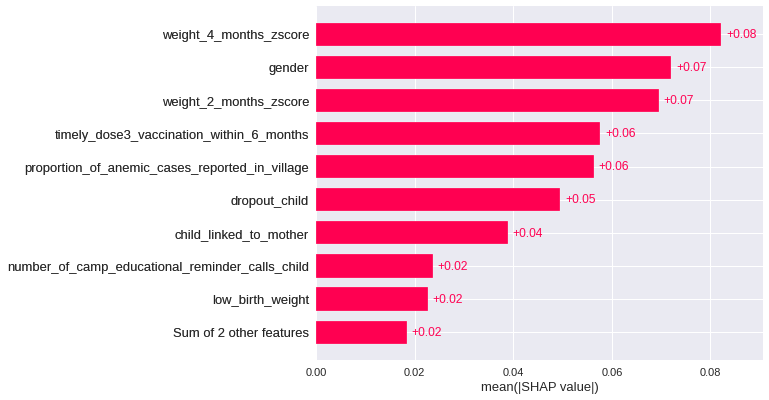 weight_4_months_zscore +0.08
gender +0.07
weight_2_months_zscore +0.07
timely_dose3_vaccination_within_6_months +0.06
proportion_of_anemic_cases_reported_in_village +0.06
dropout_child +0.05
child_linked_to_mother +0.04
number_of_camp_educational_reminder_calls_child +0.02
low_birth_weight +0.02
Sum of 2 other features +0.02
0.00 0.02 0.04 0.06 0.08
mean(|SHAP value|)